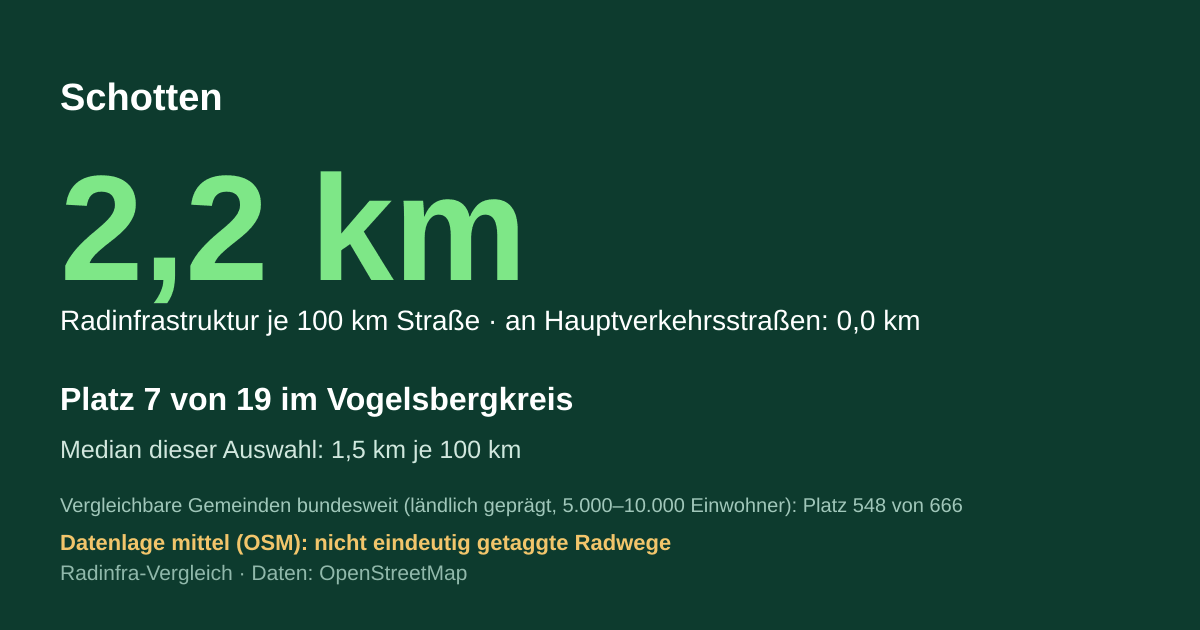 Schotten
2,2 km
Radinfrastruktur je 100 km Straße · an Hauptverkehrsstraßen: 0,0 km
Platz 7 von 19 im Vogelsbergkreis
Median dieser Auswahl: 1,5 km je 100 km
Vergleichbare Gemeinden bundesweit (ländlich geprägt, 5.000–10.000 Einwohner): Platz 548 von 666
Datenlage mittel (OSM): nicht eindeutig getaggte Radwege
Radinfra-Vergleich · Daten: OpenStreetMap